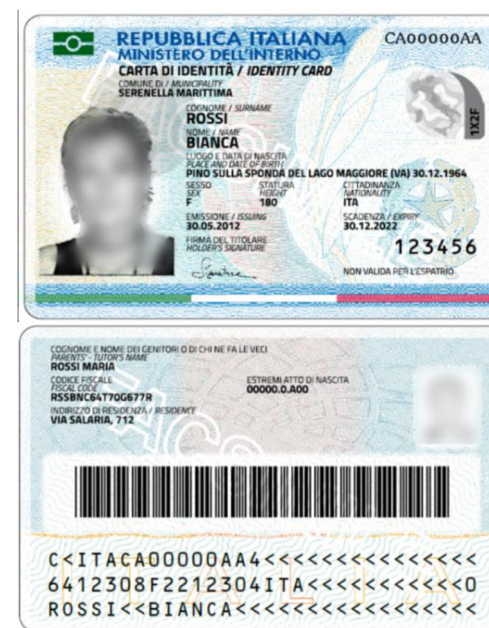 REPUBBLICA ITALIANA
CA00000AA
MINISTERO DELL'INTERNO
CARTA DI IDENTITÀ / IDENTITY CARD
COMUNE DI / MUNICIPALITY
SERENELLA MARITTIMA
COGNOME / SURNAME
ROSSI
NOME / NAME
BIANCA
LUOGO E DATA DI NASCITA
PLACE AND DATE OF BIRTH
PINO SULLA SPONDA DEL LAGO MAGGIORE (VA) 30.12.1964
SESSO STATURA CITTADINANZA
SEX HEIGHT NATIONALITY
F 180 ITA
EMISSIONE / ISSUING SCADENZA / EXPIRY
30.05.2012 30.12.2022
FIRMA DEL TITOLARE
HOLDER'S SIGNATURE
123456
NON VALIDA PER L'ESPATRIO
1X2F
COGNOME E NOME DEI GENITORI O DI CHI NE FA LE VECI
PARENTS' - TUTOR'S NAME
ROSSI MARIA
CODICE FISCALE ESTREMI ATTO DI NASCITA
FISCAL CODE 00000.0.A00
RSSBNC64T70G677R
INDIRIZZO DI RESIDENZA / RESIDENCE
VIA SALARIA, 712
C<ITACA00000AA4<<<<<<<<<<<<<<<
6412308F2212304ITA<<<<<<<<<<<0
ROSSI<<BIANCA<<<<<<<<<<<<<<<<<